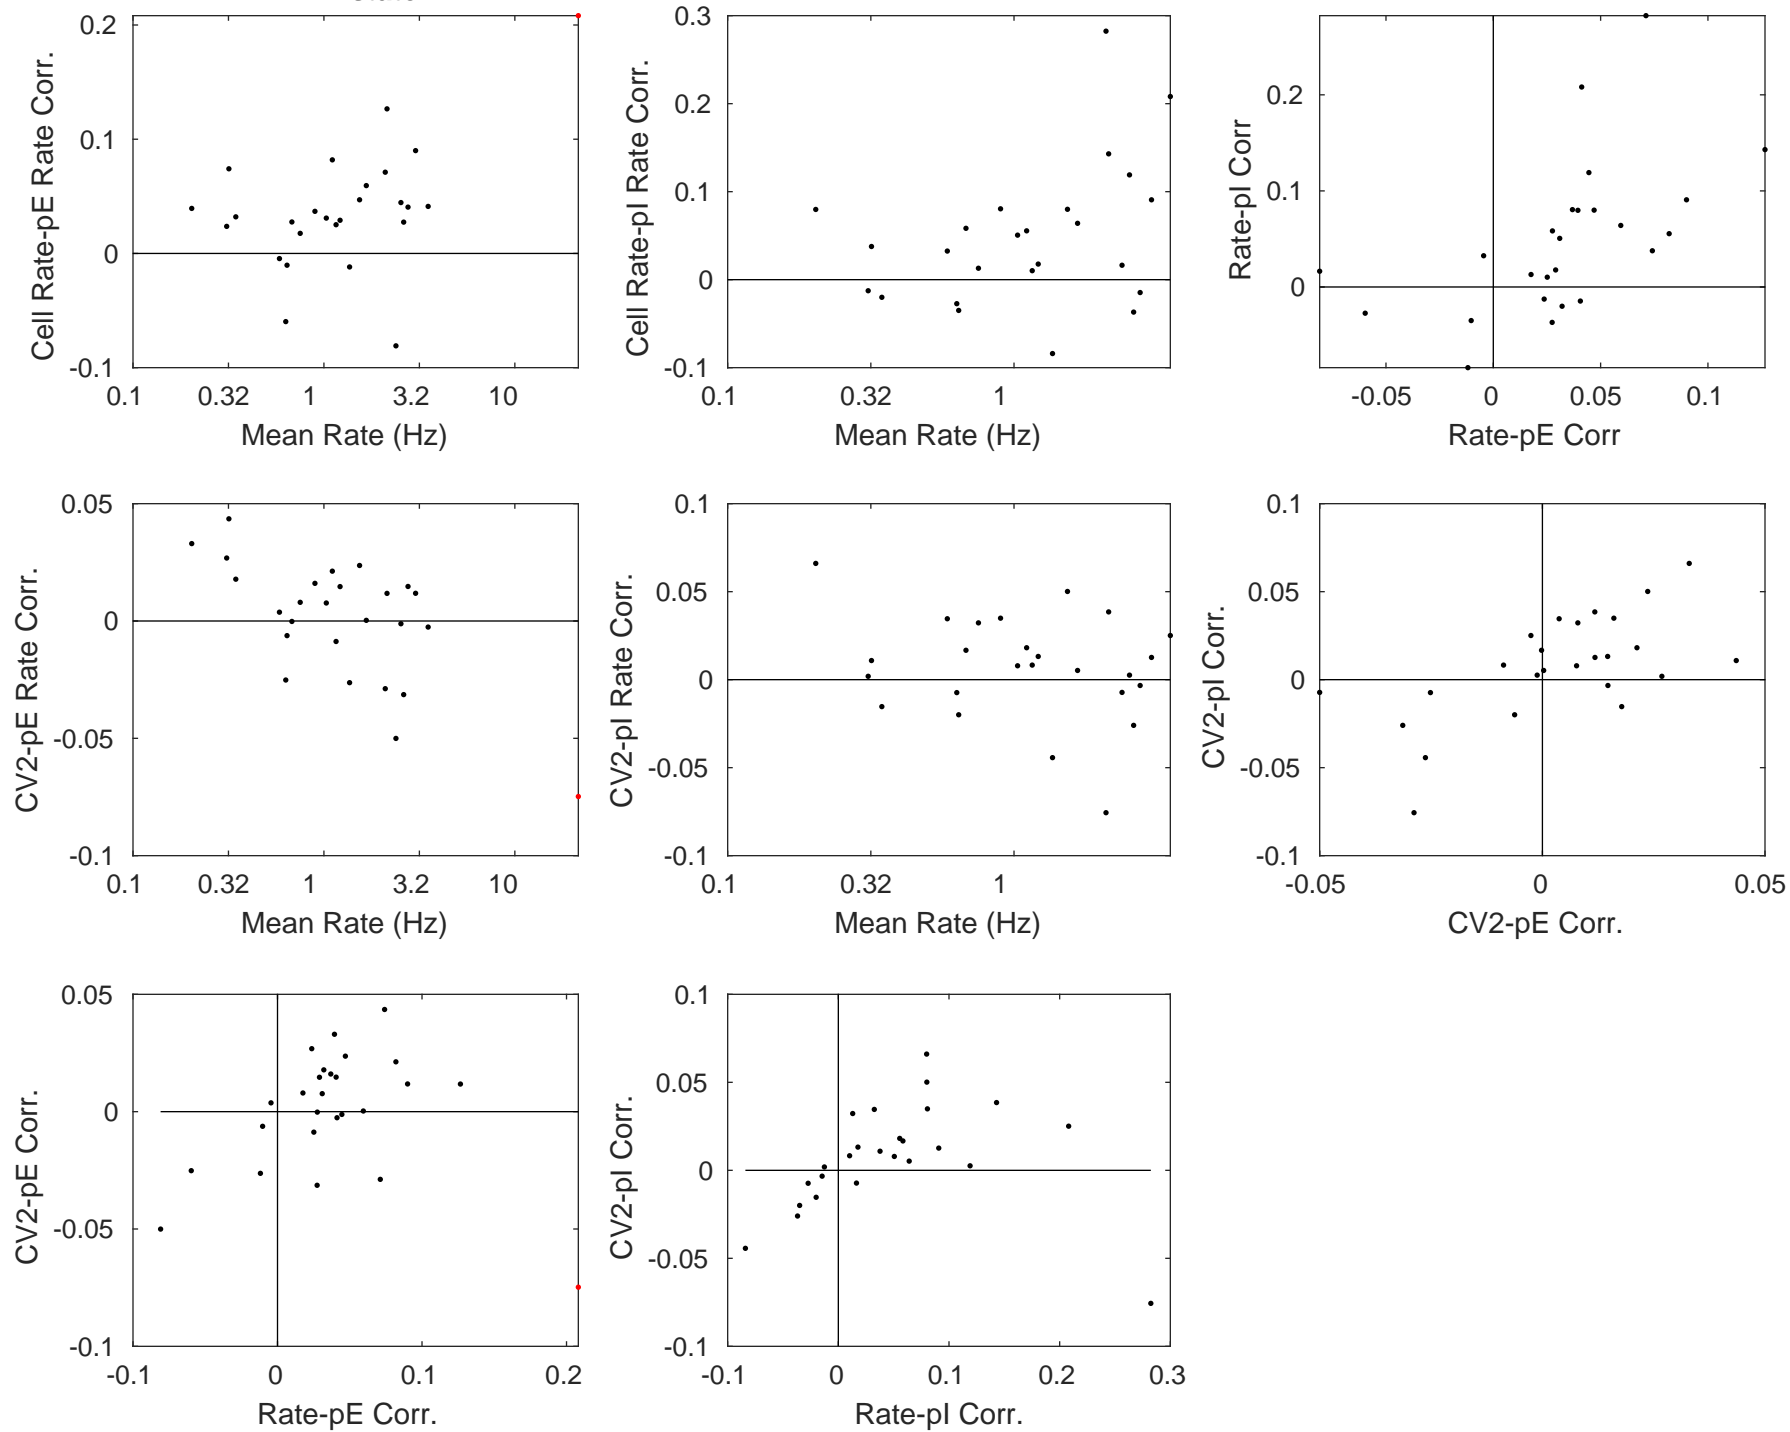 0.2
0.1
0
-0.1
0.1 0.32 1 3.2 10
Mean Rate (Hz)
Cell Rate-pE Rate Corr.
0.3
0.2
0.1
0
-0.1
0.1 0.32 1
Mean Rate (Hz)
Cell Rate-pI Rate Corr.
0.2
0.1
0
-0.05 0 0.05 0.1
Rate-pE Corr
Rate-pI Corr
0.05
0
-0.05
-0.1
0.1 0.32 1 3.2 10
Mean Rate (Hz)
CV2-pE Rate Corr.
0.1
0.05
0
-0.05
-0.1
0.1 0.32 1
Mean Rate (Hz)
CV2-pI Rate Corr.
0.1
0.05
0
-0.05
-0.1
-0.05 0 0.05
CV2-pE Corr.
CV2-pI Corr.
0.05
0
-0.05
-0.1
-0.1 0 0.1 0.2
Rate-pE Corr.
CV2-pE Corr.
0.1
0.05
0
-0.05
-0.1
-0.1 0 0.1 0.2 0.3
Rate-pI Corr.
CV2-pI Corr.